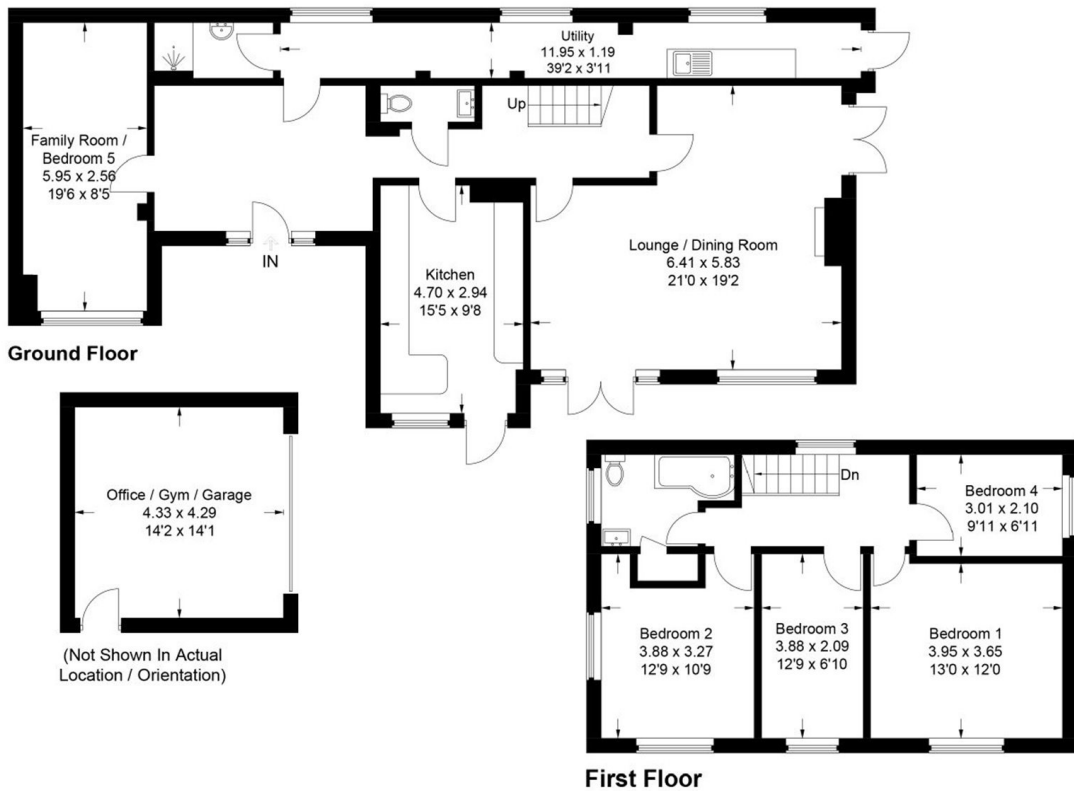 Utility
11.95 x 1.19
39'2 x 3'11
Up
Family Room /
Bedroom 5
5.95 x 2.56
19'6 x 8'5
IN
Kitchen
4.70 x 2.94
15'5 x 9'8
Lounge / Dining Room
6.41 x 5.83
21'0 x 19'2
Ground Floor
Office / Gym / Garage
4.33 x 4.29
14'2 x 14'1
(Not Shown In Actual
Location / Orientation)
Dn
Bedroom 4
3.01 x 2.10
9'11 x 6'11
Bedroom 2
3.88 x 3.27
12'9 x 10'9
Bedroom 3
3.88 x 2.09
12'9 x 6'10
Bedroom 1
3.95 x 3.65
13'0 x 12'0
First Floor